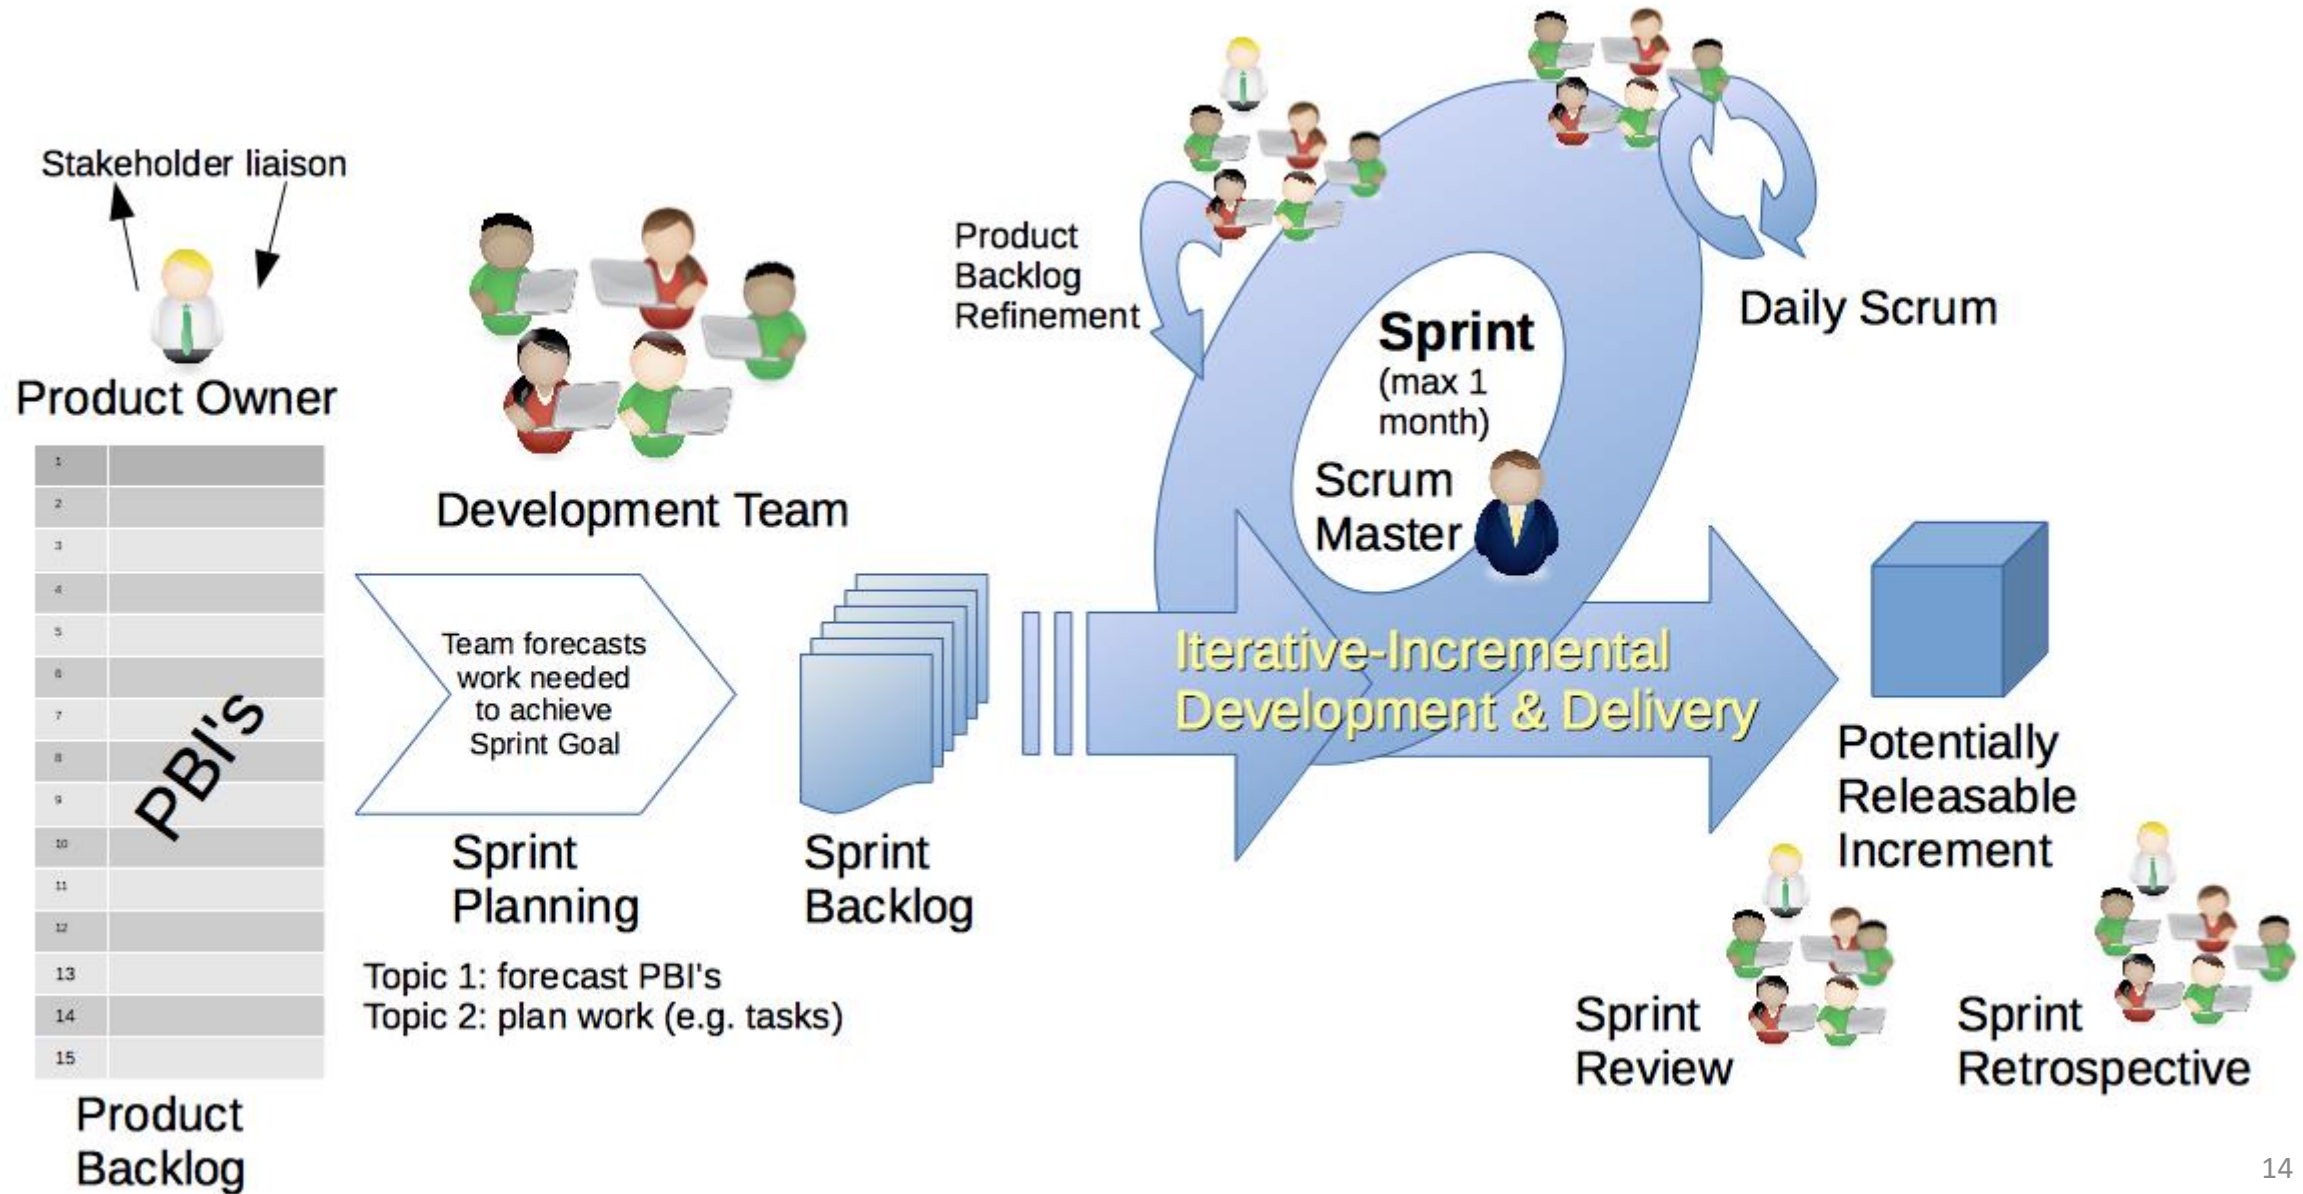 Stakeholder liaison
Product Owner
1
2
3
4
5
6
7
8
9
10
11
12
13
14
15
PBI's
Product
Backlog
Development Team
Team forecasts
work needed
to achieve
Sprint Goal
Sprint
Planning
Topic 1: forecast PBI's
Topic 2: plan work (e.g. tasks)
Sprint
Backlog
Product
Backlog
Refinement
Sprint
(max 1
month)
Scrum
Master
Daily Scrum
Iterative-Incremental
Development & Delivery
Potentially
Releasable
Increment
Sprint
Review
Sprint
Retrospective
14